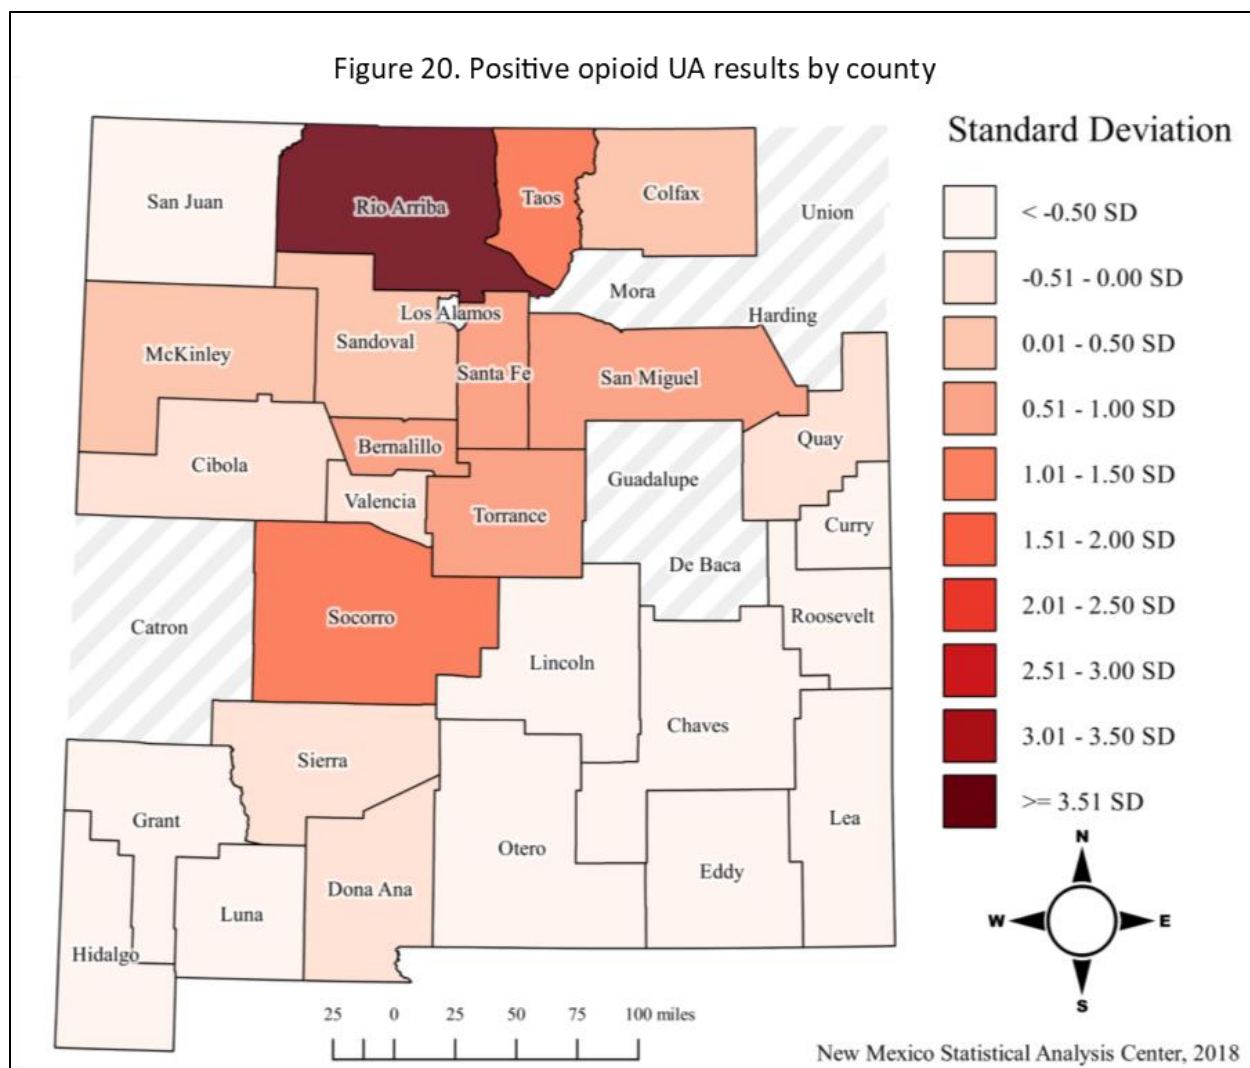 Figure 20. Positive opioid UA results by county
Standard Deviation
< -0.50 SD
-0.51 - 0.00 SD
0.01 - 0.50 SD
0.51 - 1.00 SD
1.01 - 1.50 SD
1.51 - 2.00 SD
2.01 - 2.50 SD
2.51 - 3.00 SD
3.01 - 3.50 SD
>= 3.51 SD
San Juan
Rio Arriba
Taos
Colfax
Union
Mora
Harding
Los Alamos
Sandoval
McKinley
Santa Fe
San Miguel
Quay
Bernalillo
Cibola
Valencia
Torrance
Guadalupe
Curry
De Baca
Roosevelt
Catron
Socorro
Lincoln
Chaves
Sierra
Grant
Otero
Lea
Eddy
Dona Ana
Luna
Hidalgo
N
W
E
S
25 0 25 50 75 100 miles
New Mexico Statistical Analysis Center, 2018